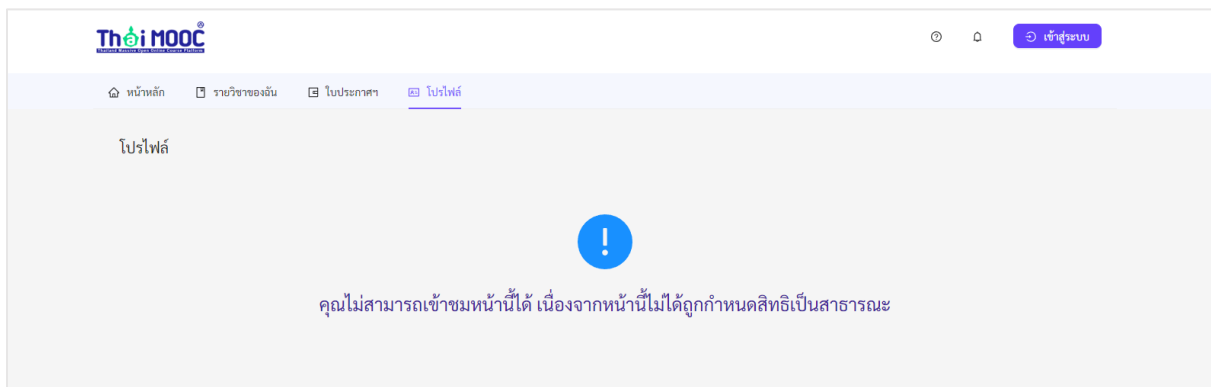 Thai MOOC®
Thailand Massive Open Online Course Platform
เข้าสู่ระบบ
หน้าหลัก รายวิชาของฉัน ใบประกาศฯ โปรไฟล์
โปรไฟล์
คุณไม่สามารถเข้าชมหน้านี้ได้ เนื่องจากหน้านี้ไม่ได้ถูกกำหนดสิทธิเป็นสาธารณะ